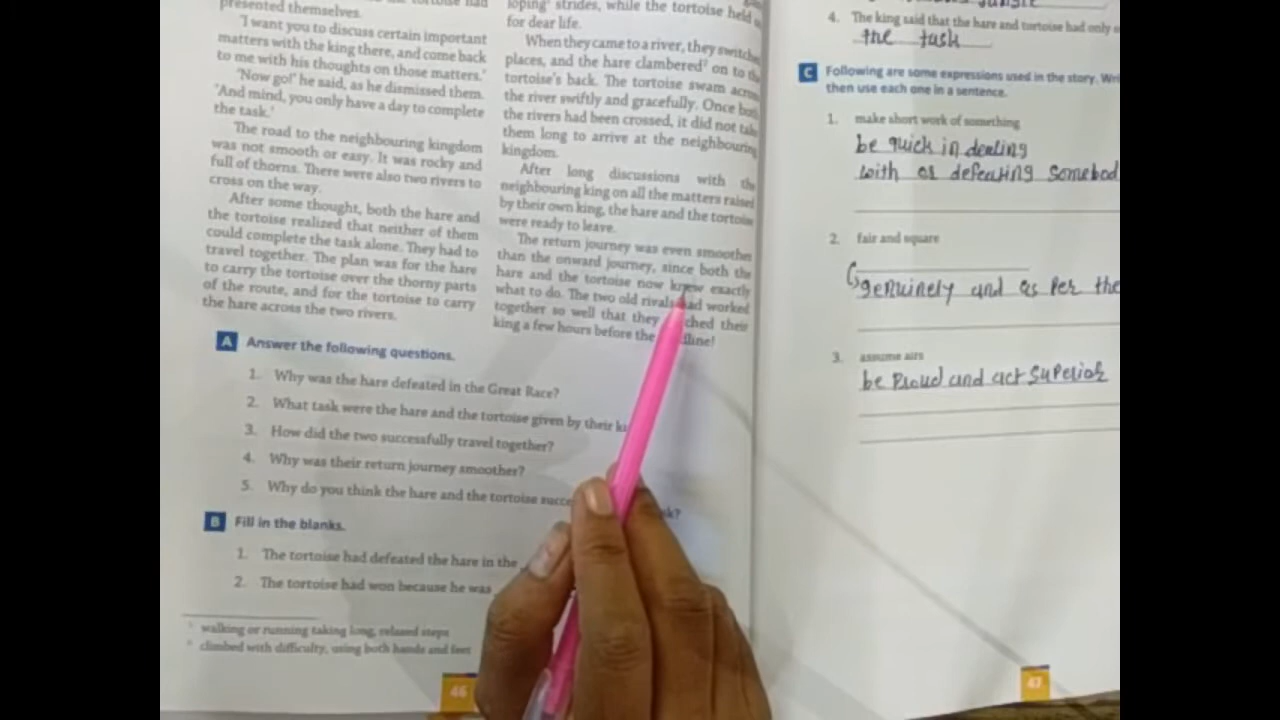 presented themselves.
'I want you to discuss certain important
matters with the king there, and come back
to me with his thoughts on those matters.'
'Now go!' he said, as he dismissed them.
'And mind, you only have a day to complete
the task.'
The road to the neighbouring kingdom
was not smooth or easy. It was rocky and
full of thorns. There were also two rivers to
cross on the way.
After some thought, both the hare and
the tortoise realized that neither of them
could complete the task alone. They had to
travel together. The plan was for the hare
to carry the tortoise over the thorny parts
of the route, and for the tortoise to carry
the hare across the two rivers.
loping strides, while the tortoise held
for dear life.
When they came to a river, they switched
places, and the hare clambered² on to the
tortoise's back. The tortoise swam across
the river swiftly and gracefully. Once both
the rivers had been crossed, it did not take
them long to arrive at the neighbouring
kingdom.
After long discussions with the
neighbouring king on all the matters raised
by their own king, the hare and the tortoise
were ready to leave.
The return journey was even smoother
than the onward journey, since both the
hare and the tortoise now knew exactly
what to do. The two old rivals had worked
together so well that they ched their
king a few hours before the dline!
A Answer the following questions.
1. Why was the hare defeated in the Great Race?
2. What task were the hare and the tortoise given by their ki
3. How did the two successfully travel together?
4. Why was their return journey smoother?
5. Why do you think the hare and the tortoise succe sk?
B Fill in the blanks.
1. The tortoise had defeated the hare in the
2. The tortoise had won because he was
walking or running taking long, relaxed steps
climbed with difficulty, using both hands and feet
46
4. The king said that the hare and tortoise had only
the task
C Following are some expressions used in the story. Wri
then use each one in a sentence.
1. make short work of something
be quick in dealing
with or defeating somebod
2. fair and square
genuinely and as per the
3. assume airs
be Proud and act superior
47